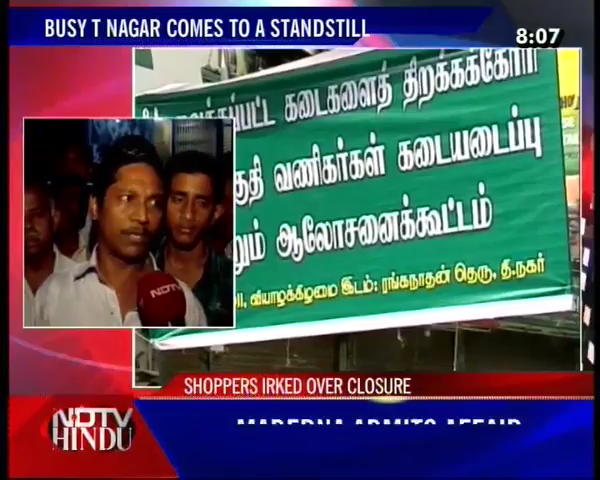 BUSY T NAGAR COMES TO A STANDSTILL
8:07
கடைகளைத் திறக்கக்கோரி
வணிகர்கள் கடையடைப்பு
ஆலோசனைக்கூட்டம்
வியாழக்கிழமை இடம்: ரங்கநாதன் தெரு, தி.நகர்
NDTV
SHOPPERS IRKED OVER CLOSURE
NDTV
HINDU